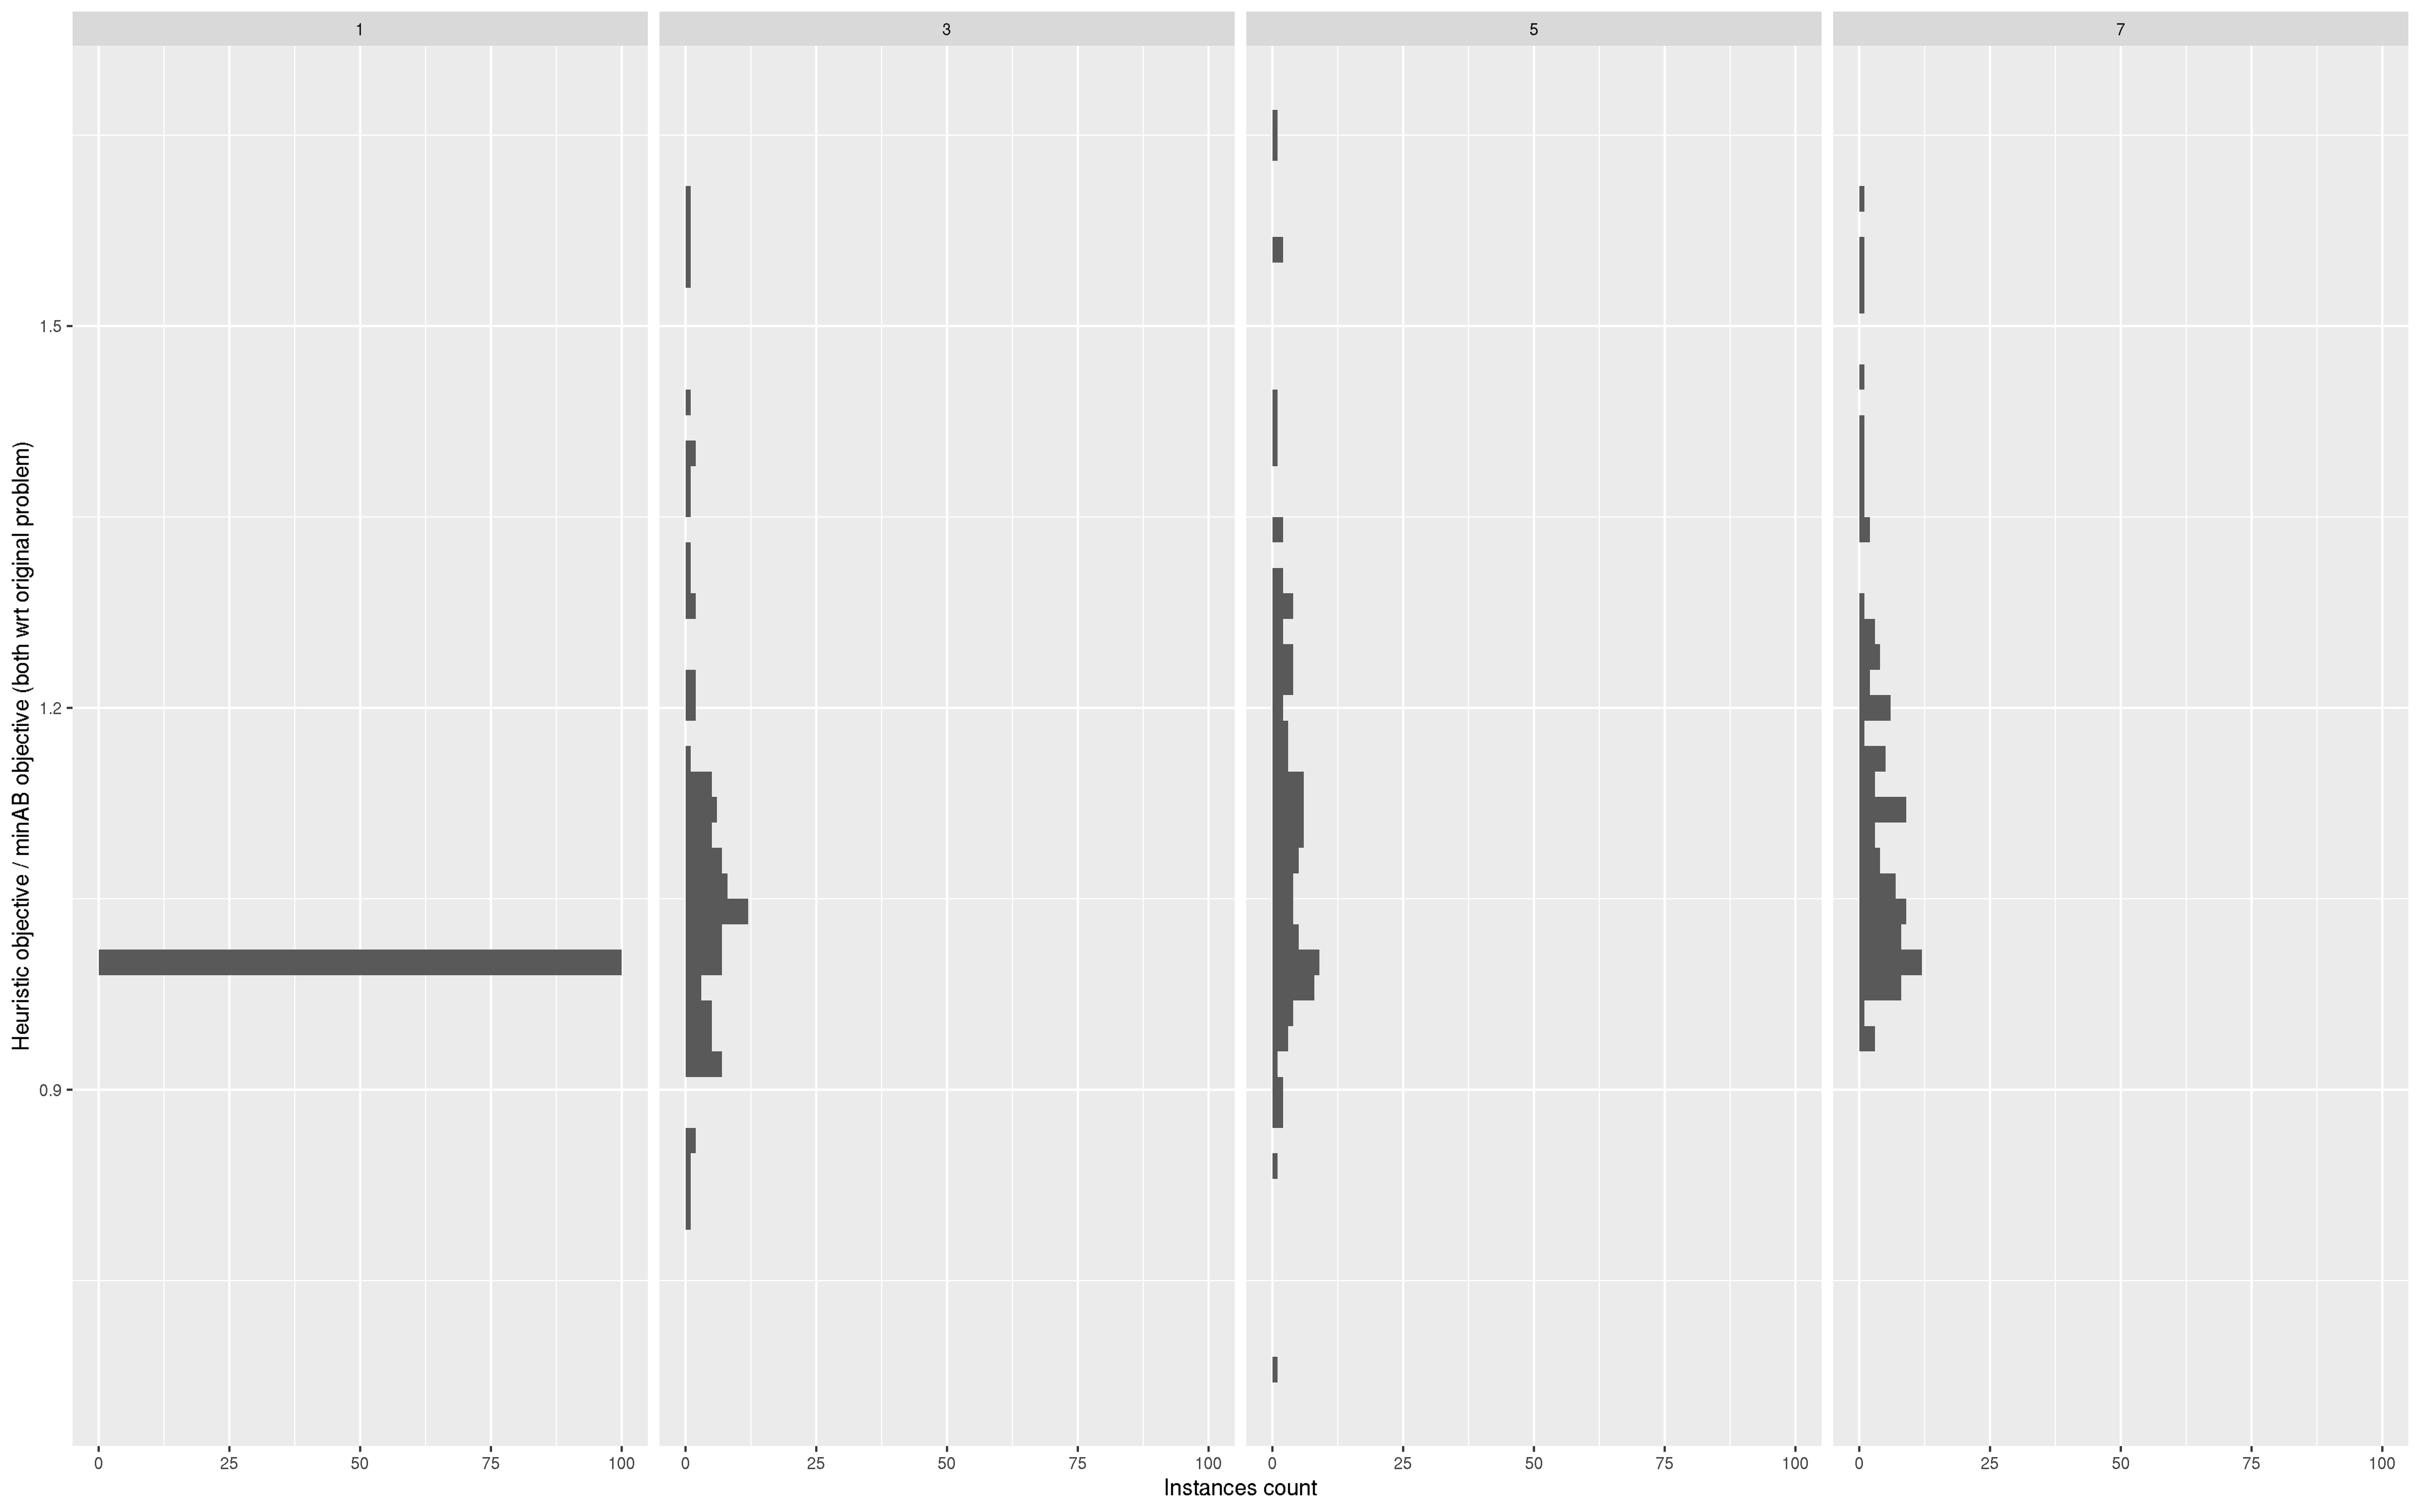 1 3 5 7
Heuristic objective / minAB objective (both wrt original problem)
1.5
1.2
0.9
0 25 50 75 100 0 25 50 75 100 0 25 50 75 100 0 25 50 75 100
Instances count